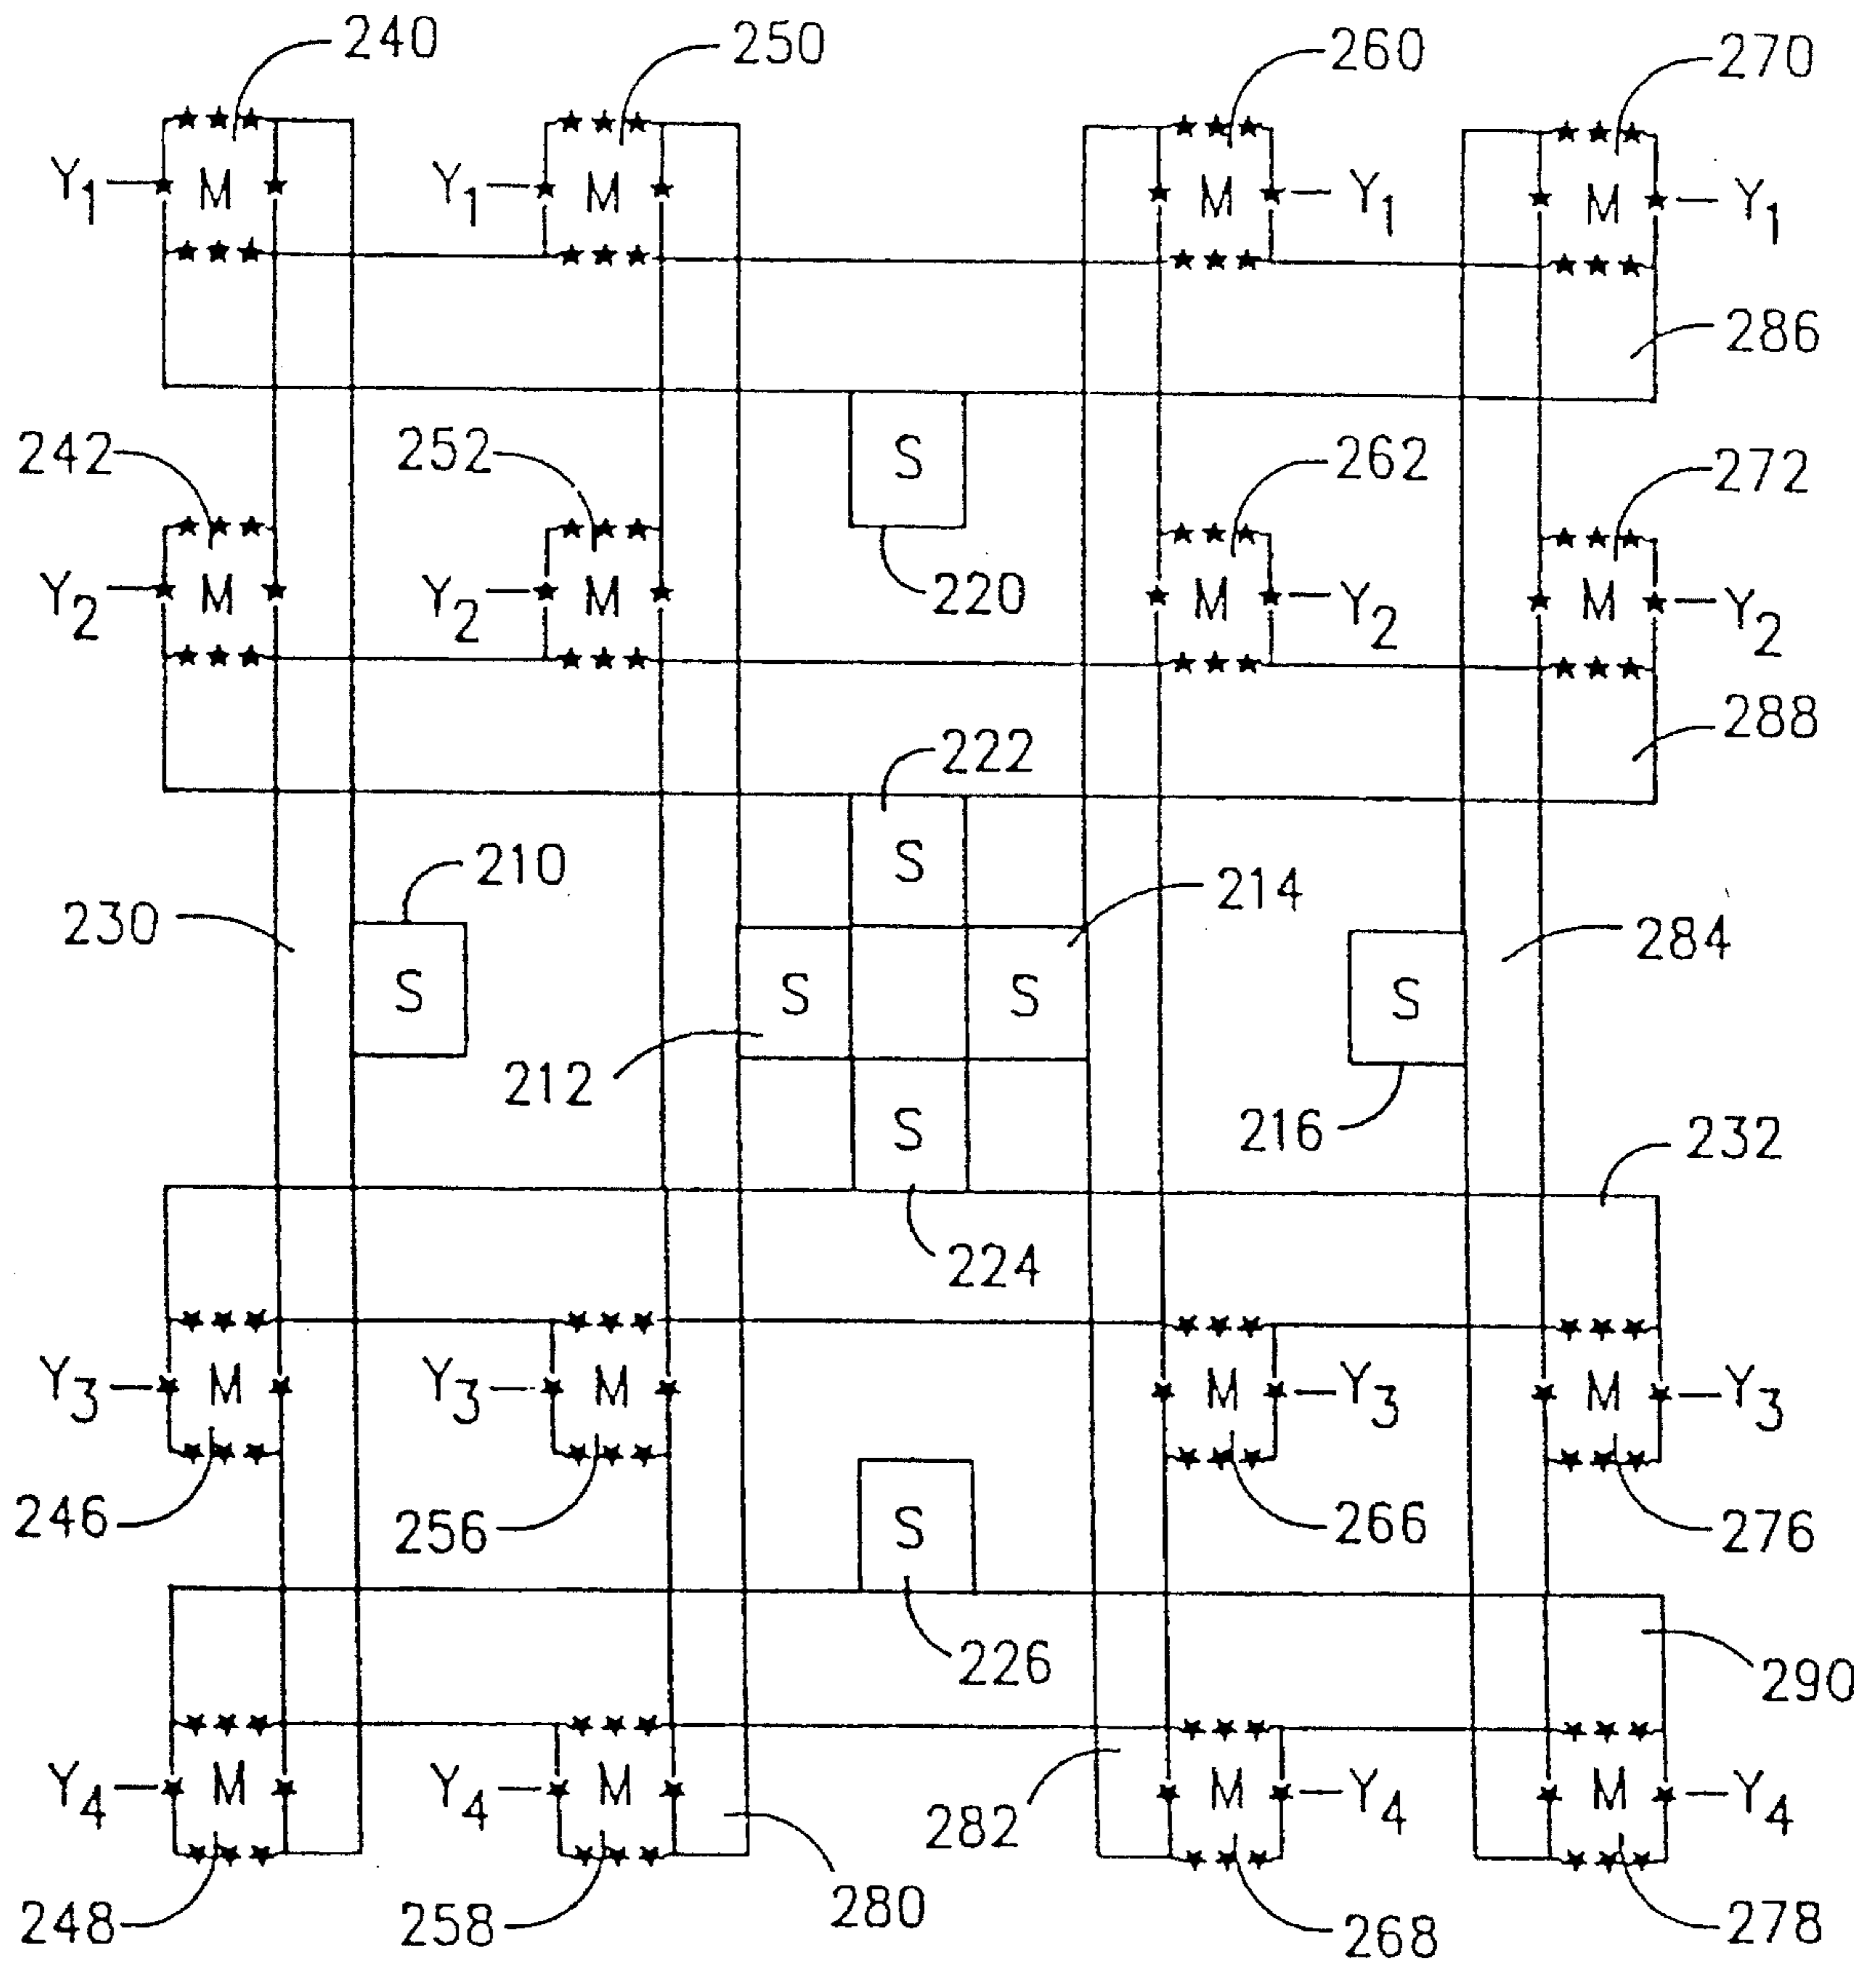 240 250 260 270
Y1 M Y1 M M Y1 M Y1
286
242 252 S 262 272
Y2 M Y2 M 220 M Y2 M Y2
222 288
210 S 214
230 S S S 284 S
212 S 216
232
224
Y3 M Y3 M M Y3 M Y3
246 256 S 266 276
226 290
Y4 M Y4 M 282 M Y4 M Y4
248 258 280 268 278